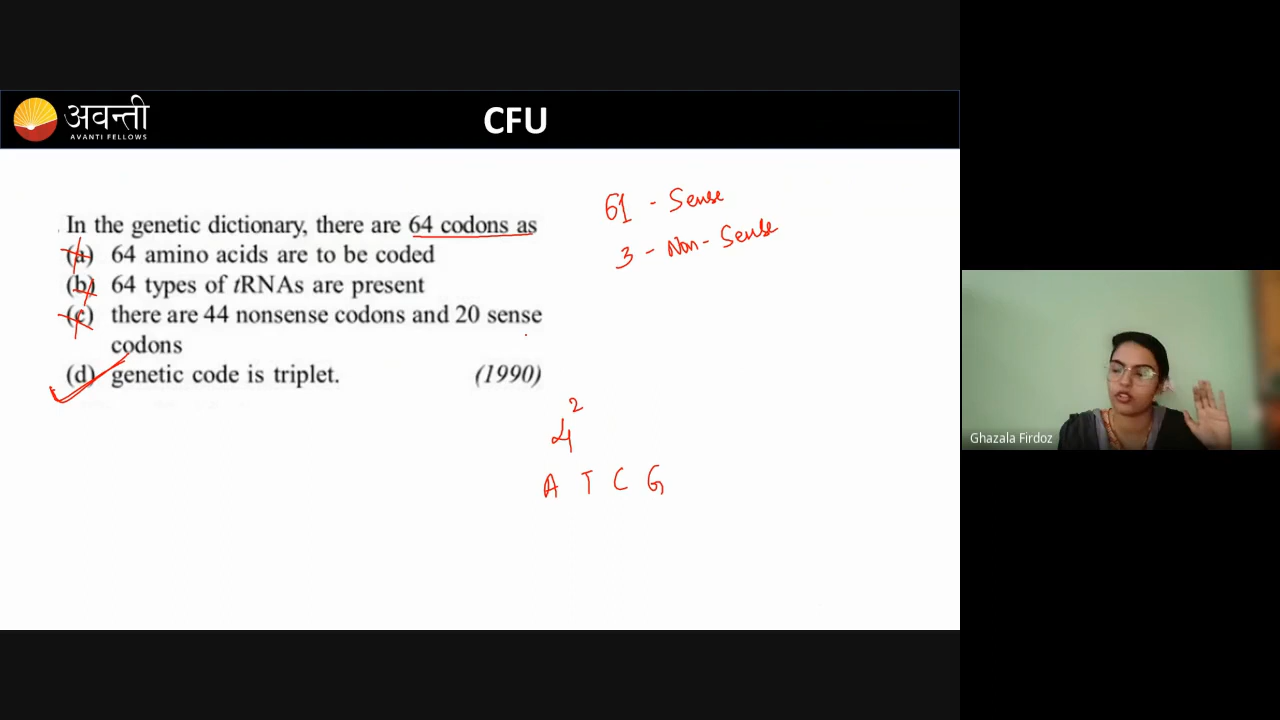 अवन्ती
AVANTI FELLOWS
CFU
In the genetic dictionary, there are 64 codons as
(a) 64 amino acids are to be coded
(b) 64 types of tRNAs are present
(c) there are 44 nonsense codons and 20 sense
codons
(d) genetic code is triplet. (1990)
61 - Sense
3 - Non-Sense
4²
A T C G
Ghazala Firdoz